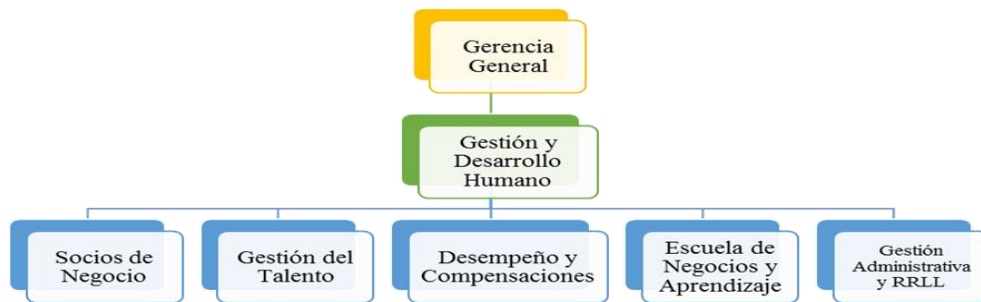 Gerencia
General
Gestión y
Desarrollo
Humano
Socios de
Negocio
Gestión del
Talento
Desempeño y
Compensaciones
Escuela de
Negocios y
Aprendizaje
Gestión
Administrativa
y RRLL